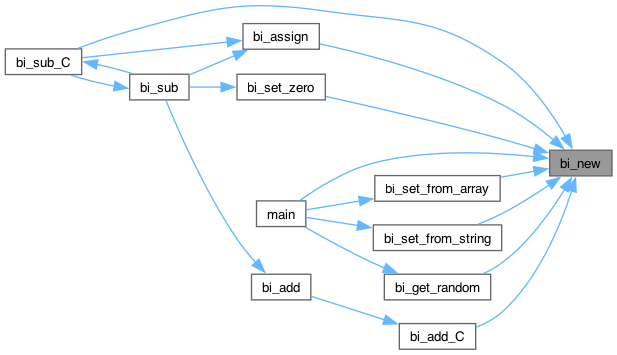 bi_assign
bi_sub_C
bi_sub
bi_set_zero
bi_new
bi_set_from_array
main
bi_set_from_string
bi_add
bi_get_random
bi_add_C